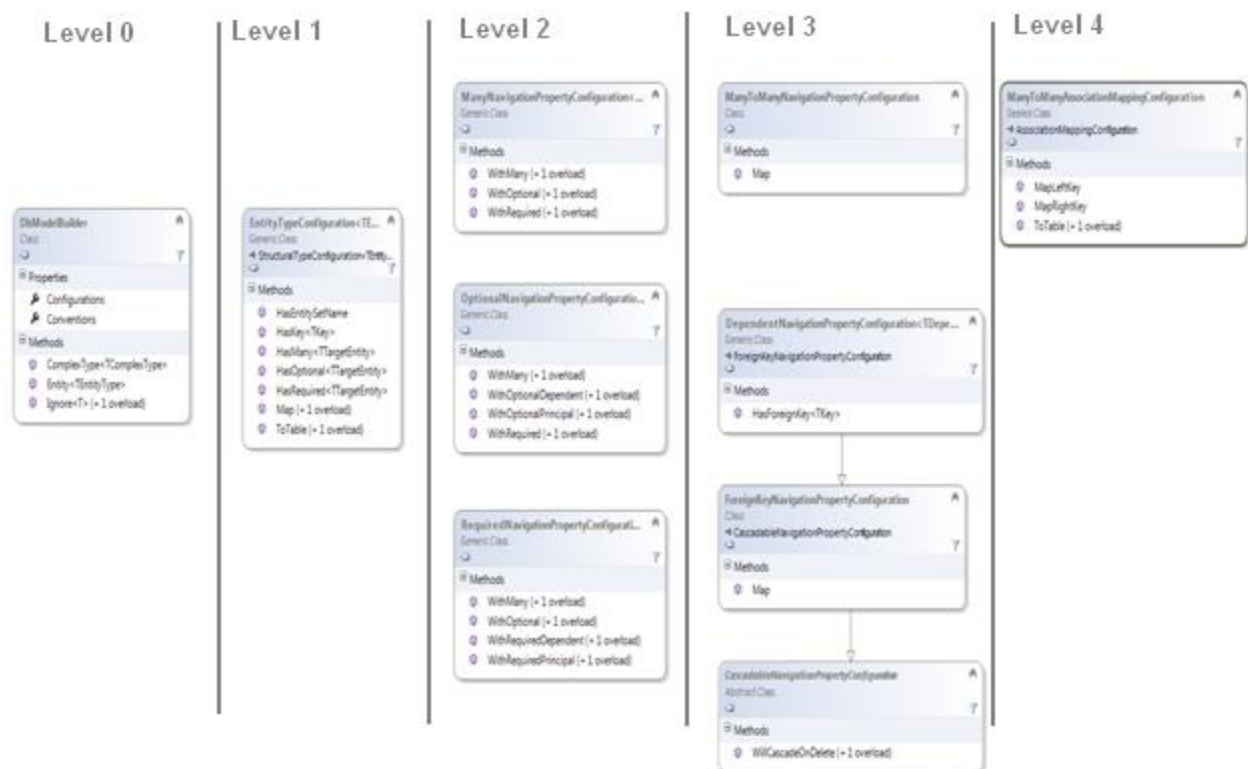 Level 0
DbModelBuilder
Class
Properties
Configurations
Conventions
Methods
ComplexType<TComplexType>
Entity<TEntityType>
Ignore<T> (+ 1 overload)
Level 1
EntityTypeConfiguration<TE...
Generic Class
StructuralTypeConfiguration<TEntity...
Methods
HasEntitySetName
HasKey<TKey>
HasMany<TTargetEntity>
HasOptional<TTargetEntity>
HasRequired<TTargetEntity>
Map (+ 1 overload)
ToTable (+ 1 overload)
Level 2
ManyNavigationPropertyConfiguration<...
Generic Class
Methods
WithMany (+ 1 overload)
WithOptional (+ 1 overload)
WithRequired (+ 1 overload)
OptionalNavigationPropertyConfiguratio...
Generic Class
Methods
WithMany (+ 1 overload)
WithOptionalDependent (+ 1 overload)
WithOptionalPrincipal (+ 1 overload)
WithRequired (+ 1 overload)
RequiredNavigationPropertyConfigurati...
Generic Class
Methods
WithMany (+ 1 overload)
WithOptional (+ 1 overload)
WithRequiredDependent (+ 1 overload)
WithRequiredPrincipal (+ 1 overload)
Level 3
ManyToManyNavigationPropertyConfiguration
Class
Methods
Map
DependentNavigationPropertyConfiguration<TDepe...
Generic Class
ForeignKeyNavigationPropertyConfiguration
Methods
HasForeignKey<TKey>
ForeignKeyNavigationPropertyConfiguration
Class
CascadableNavigationPropertyConfiguration
Methods
Map
CascadableNavigationPropertyConfiguration
Abstract Class
Methods
WillCascadeOnDelete (+ 1 overload)
Level 4
ManyToManyAssociationMappingConfiguration
Sealed Class
AssociationMappingConfiguration
Methods
MapLeftKey
MapRightKey
ToTable (+ 1 overload)